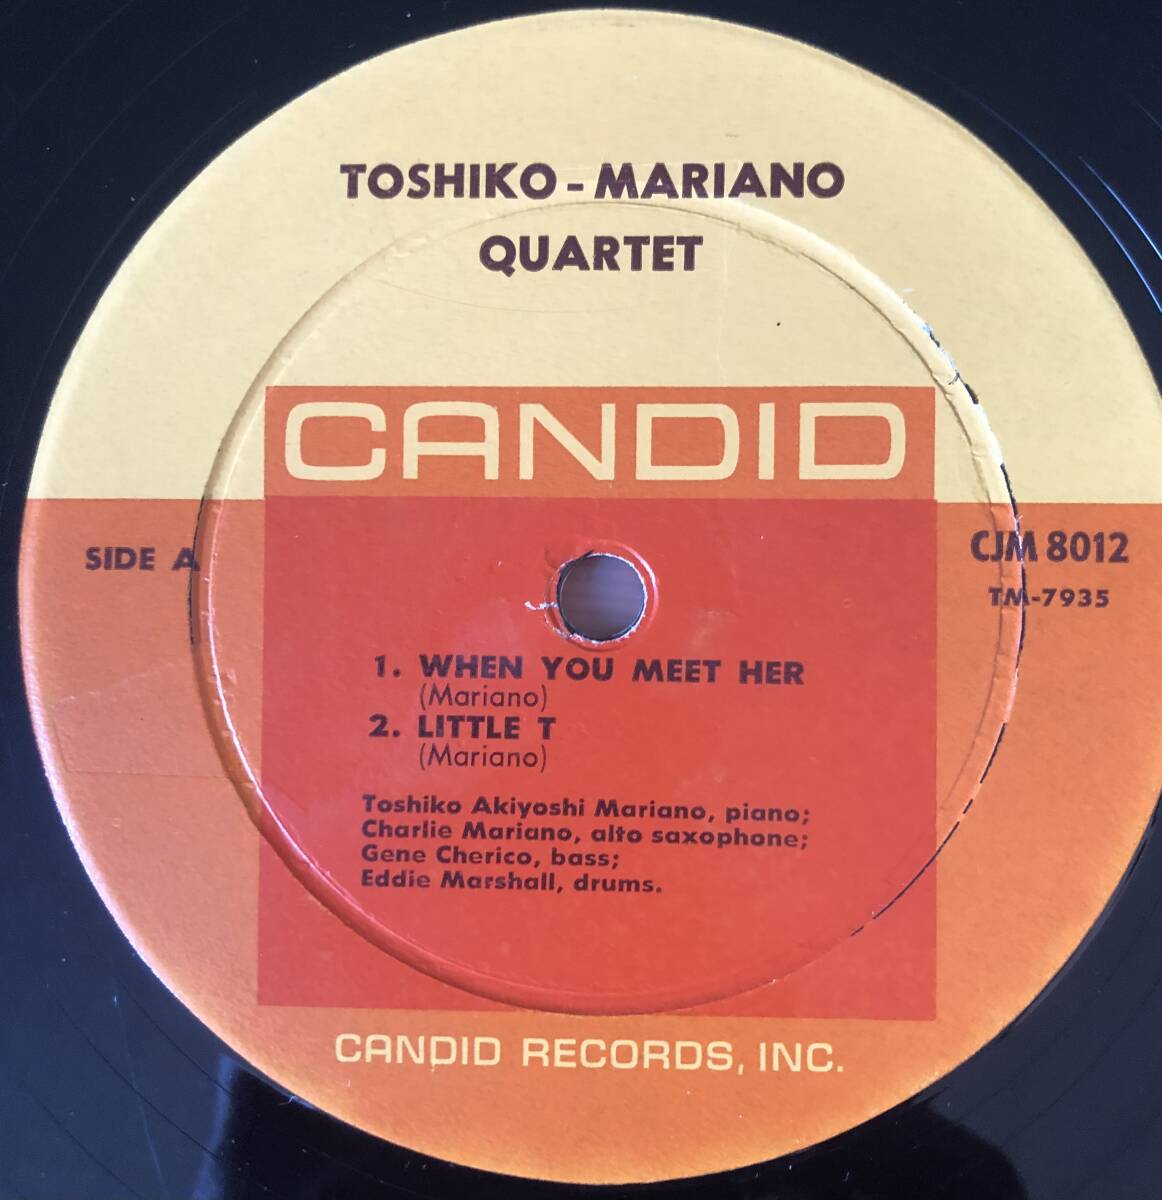 TOSHIKO - MARIANO
QUARTET
CANDID
SIDE A
CJM 8012
TM-7935
1. WHEN YOU MEET HER
(Mariano)
2. LITTLE T
(Mariano)
Toshiko Akiyoshi Mariano, piano;
Charlie Mariano, alto saxophone;
Gene Cherico, bass;
Eddie Marshall, drums.
CANDID RECORDS, INC.